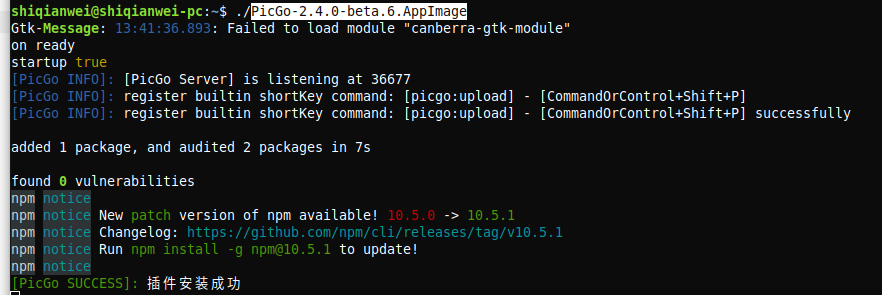 shiqianwei@shiqianwei-pc:~$ ./PicGo-2.4.0-beta.6.AppImage
Gtk-Message: 13:41:36.893: Failed to load module "canberra-gtk-module"
on ready
startup true
[PicGo INFO]: [PicGo Server] is listening at 36677
[PicGo INFO]: register builtin shortKey command: [picgo:upload] - [CommandOrControl+Shift+P]
[PicGo INFO]: register builtin shortKey command: [picgo:upload] - [CommandOrControl+Shift+P] successfully
added 1 package, and audited 2 packages in 7s
found 0 vulnerabilities
npm notice
npm notice New patch version of npm available! 10.5.0 -> 10.5.1
npm notice Changelog: https://github.com/npm/cli/releases/tag/v10.5.1
npm notice Run npm install -g npm@10.5.1 to update!
npm notice
[PicGo SUCCESS]: 插件安装成功